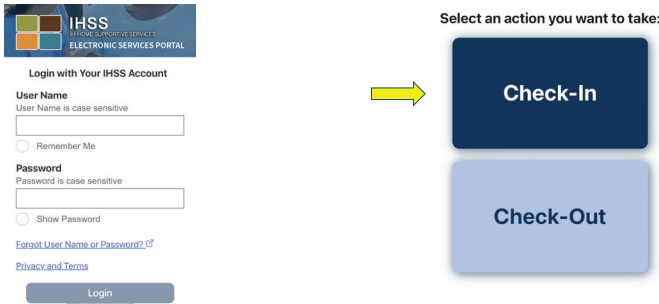 IHSS
IN-HOME SUPPORTIVE SERVICES
ELECTRONIC SERVICES PORTAL
Login with Your IHSS Account
User Name
User Name is case sensitive
Remember Me
Password
Password is case sensitive
Show Password
Forgot User Name or Password?
Privacy and Terms
Login
Select an action you want to take:
Check-In
Check-Out